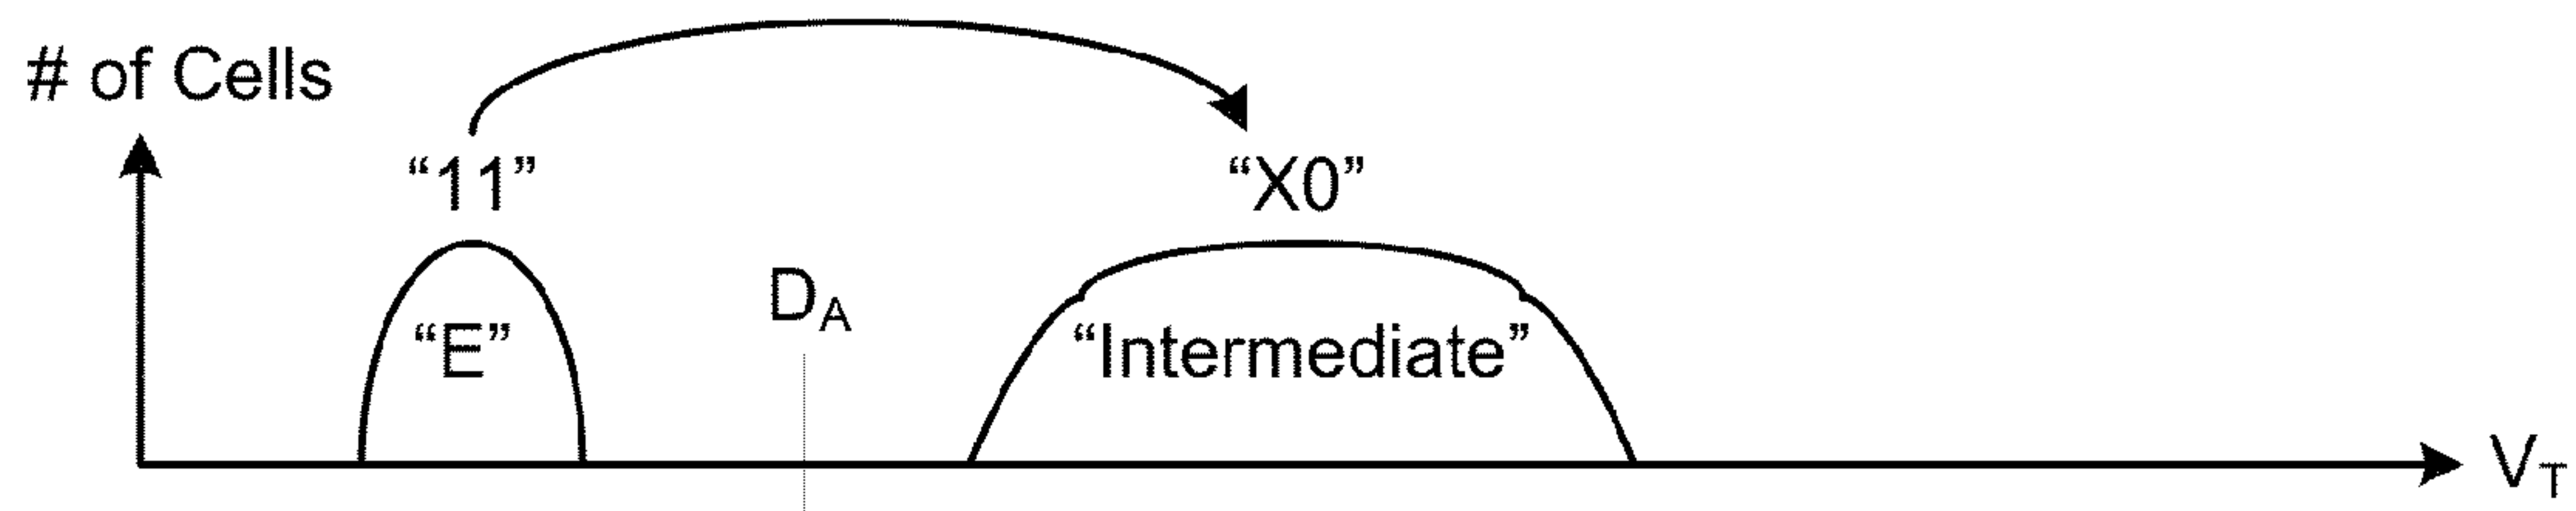 # of Cells
“11”
“X0”
D_A
“E”
“Intermediate”
V_T